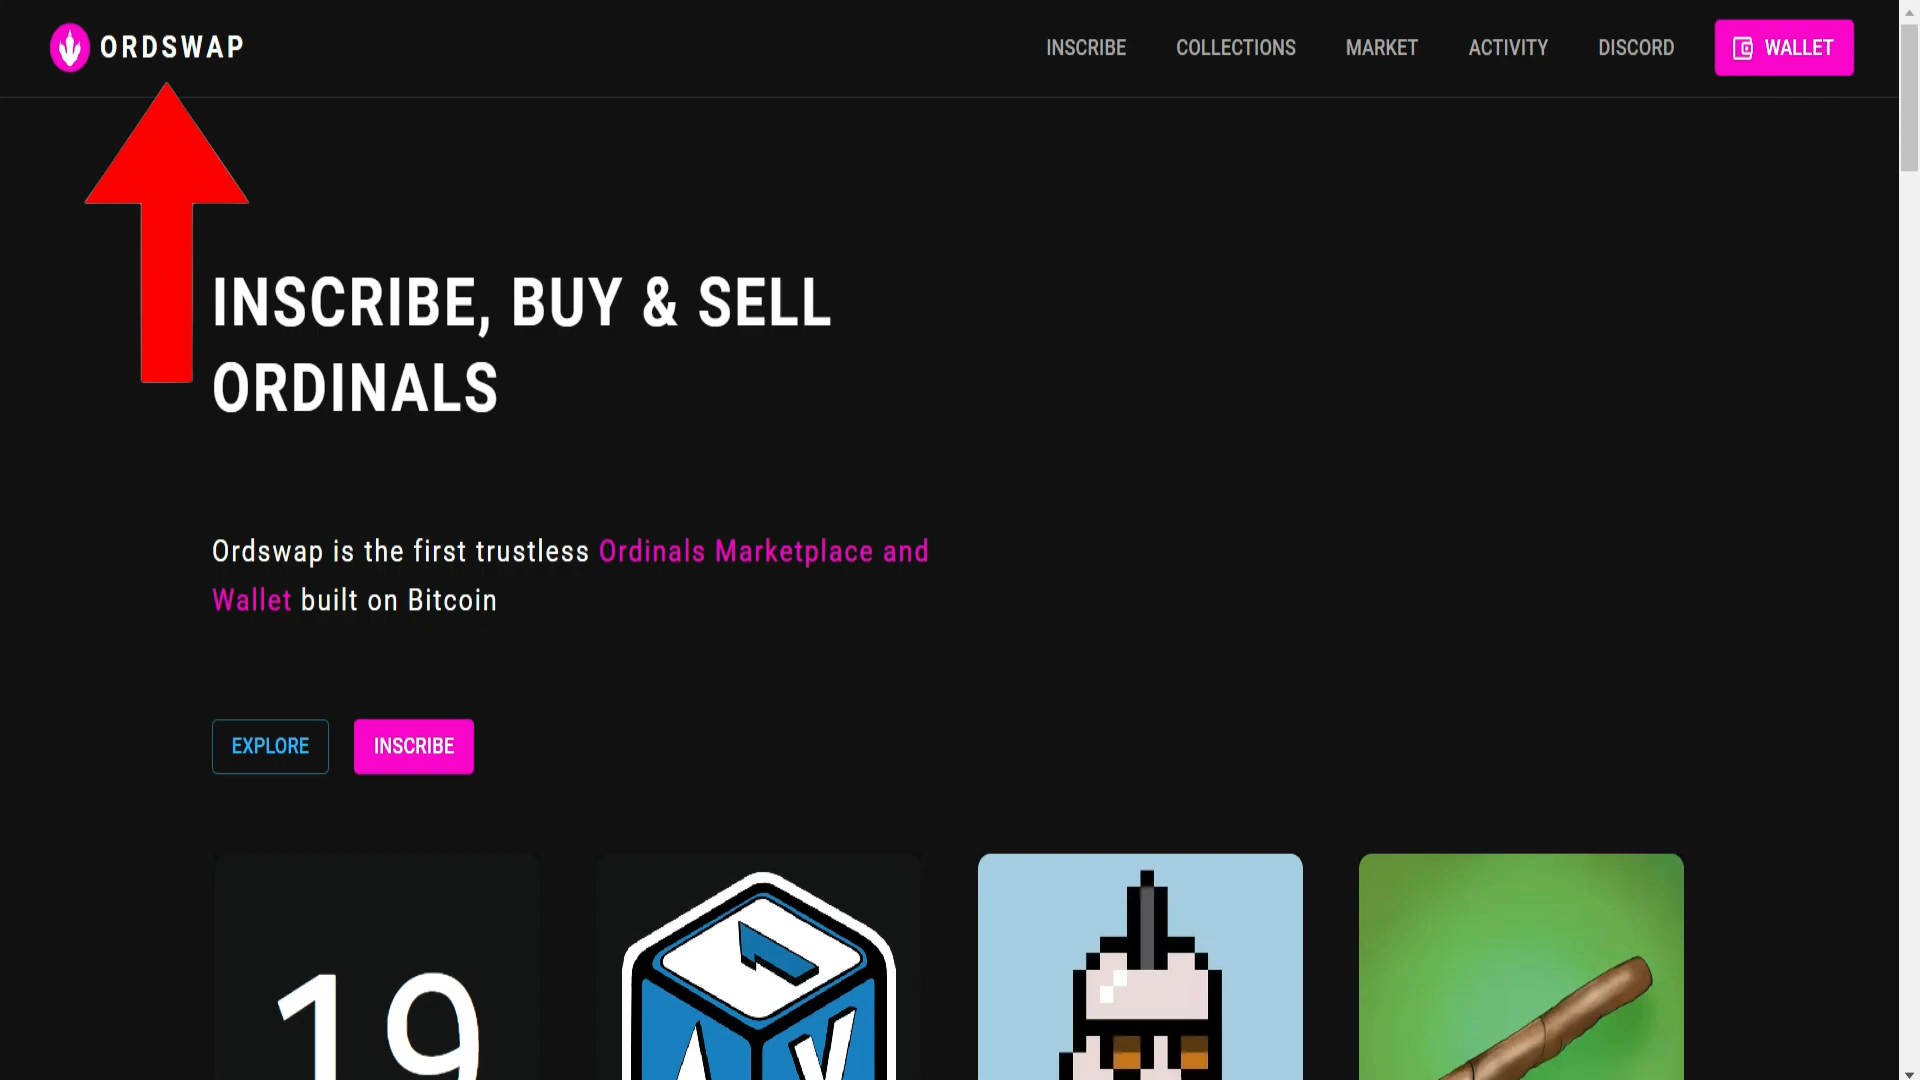 ORDSWAP
INSCRIBE
COLLECTIONS
MARKET
ACTIVITY
DISCORD
WALLET
INSCRIBE, BUY & SELL
ORDINALS
Ordswap is the first trustless Ordinals Marketplace and
Wallet built on Bitcoin
EXPLORE
INSCRIBE
19